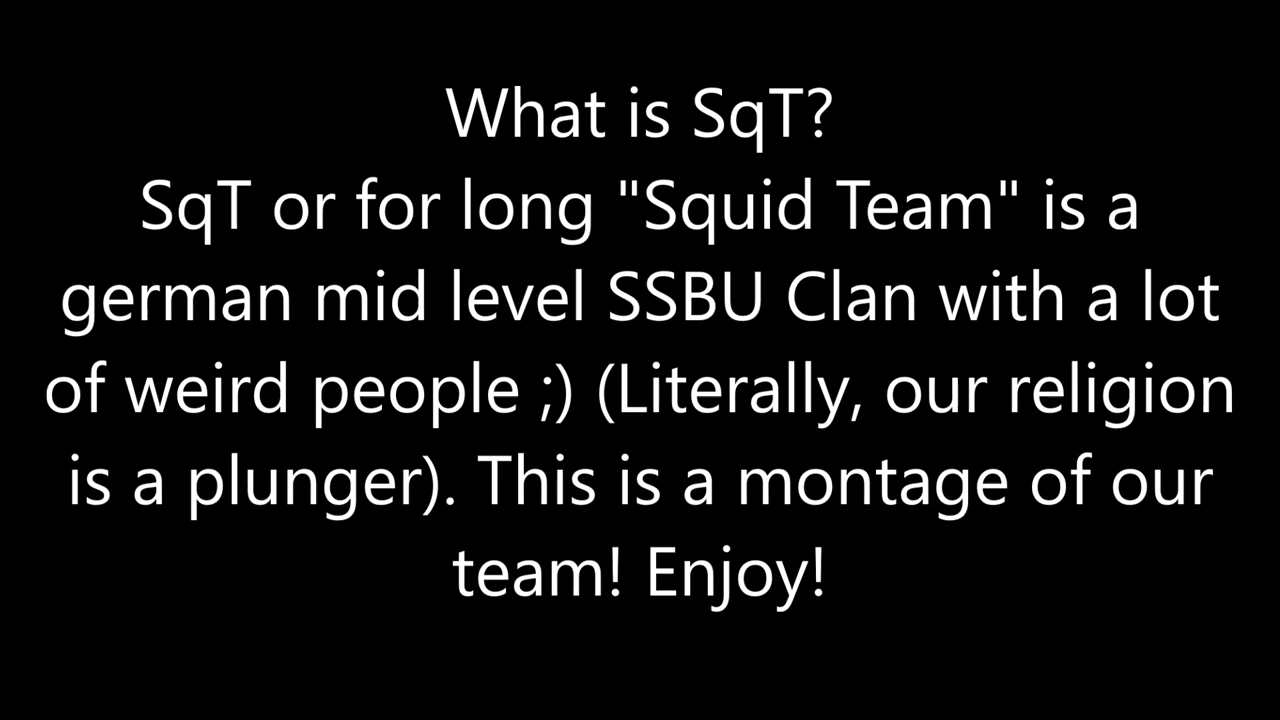 What is SqT?
SqT or for long "Squid Team" is a
german mid level SSBU Clan with a lot
of weird people ;) (Literally, our religion
is a plunger). This is a montage of our
team! Enjoy!